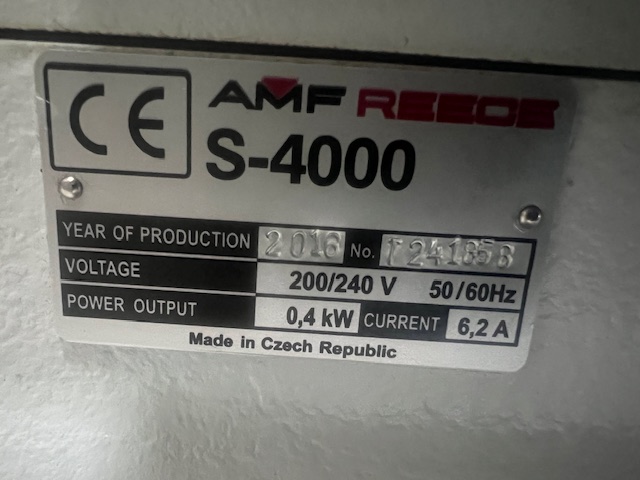 CE AMF REECE
S-4000
YEAR OF PRODUCTION 2016 No.
VOLTAGE 200/240 V 50/60Hz
POWER OUTPUT 0,4 kW CURRENT 6,2 A
Made in Czech Republic